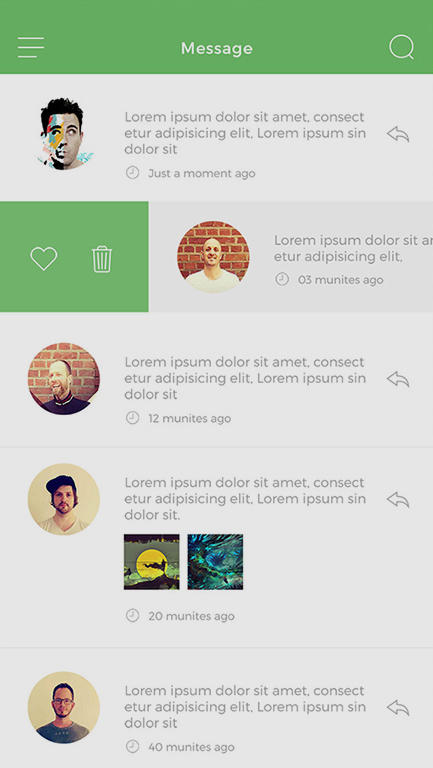 Message
Lorem ipsum dolor sit amet, consect
etur adipisicing elit, Lorem ipsum sin
dolor sit
Just a moment ago
Lorem ipsum dolor sit
etur adipisicing elit,
03 munites ago
Lorem ipsum dolor sit amet, consect
etur adipisicing elit, Lorem ipsum sin
dolor sit
12 munites ago
Lorem ipsum dolor sit amet, consect
etur adipisicing elit, Lorem ipsum sin
dolor sit.
20 munites ago
Lorem ipsum dolor sit amet, consect
etur adipisicing elit, Lorem ipsum sin
dolor sit
40 munites ago